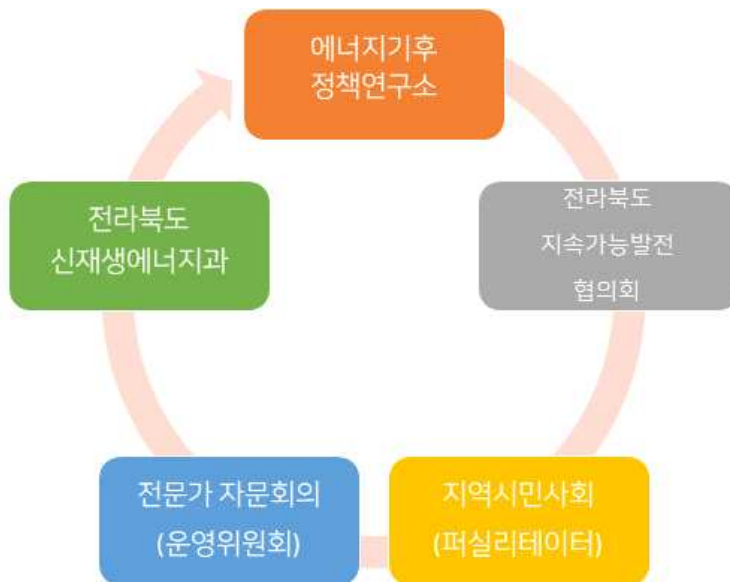 에너지기후
정책연구소
전라북도
지속가능발전
협의회
지역시민사회
(퍼실리테이터)
전문가 자문회의
(운영위원회)
전라북도
신재생에너지과